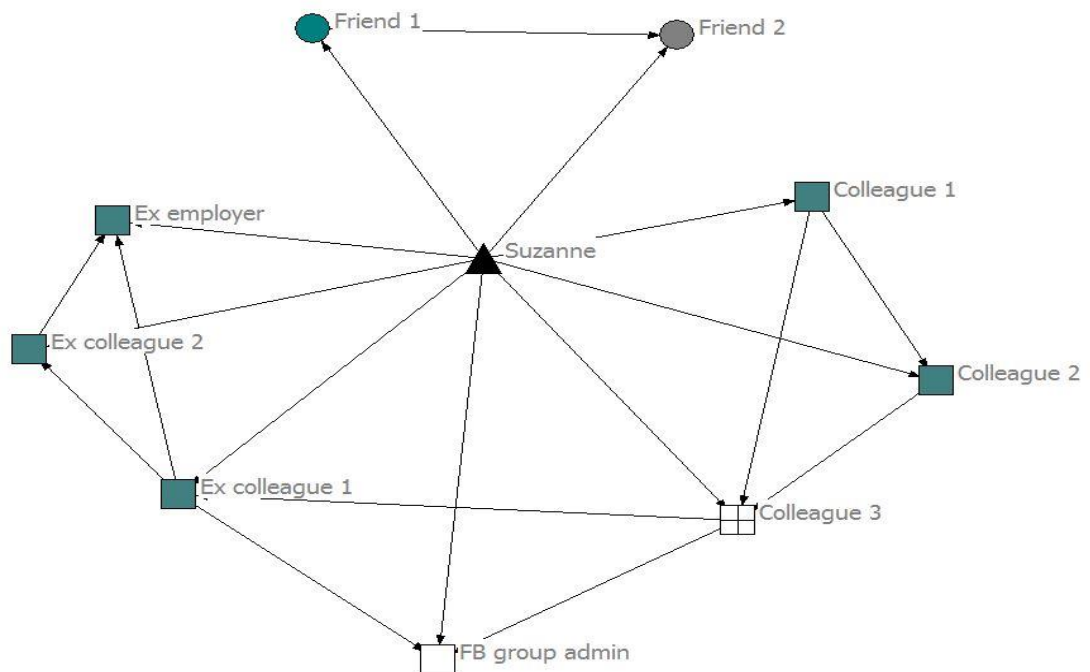 Friend 1
Friend 2
Colleague 1
Ex employer
Suzanne
Ex colleague 2
Colleague 2
Ex colleague 1
Colleague 3
FB group admin